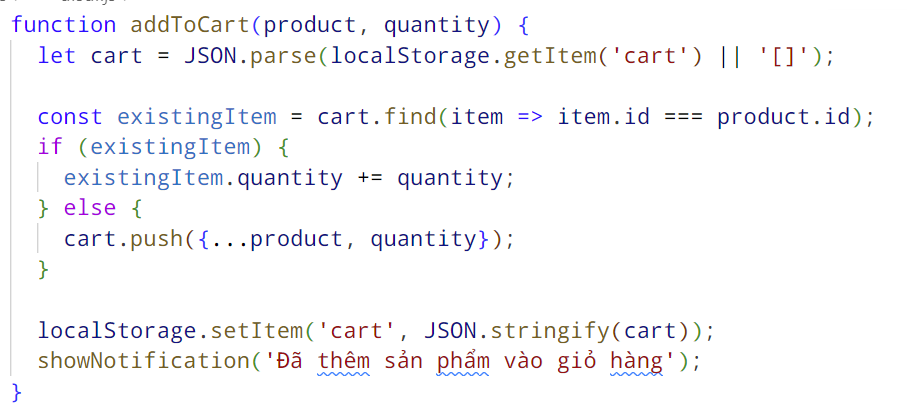 function addToCart(product, quantity) {
let cart = JSON.parse(localStorage.getItem('cart') || '[]');
const existingItem = cart.find(item => item.id === product.id);
if (existingItem) {
existingItem.quantity += quantity;
} else {
cart.push({...product, quantity});
}
localStorage.setItem('cart', JSON.stringify(cart));
showNotification('Đã thêm sản phẩm vào giỏ hàng');
}